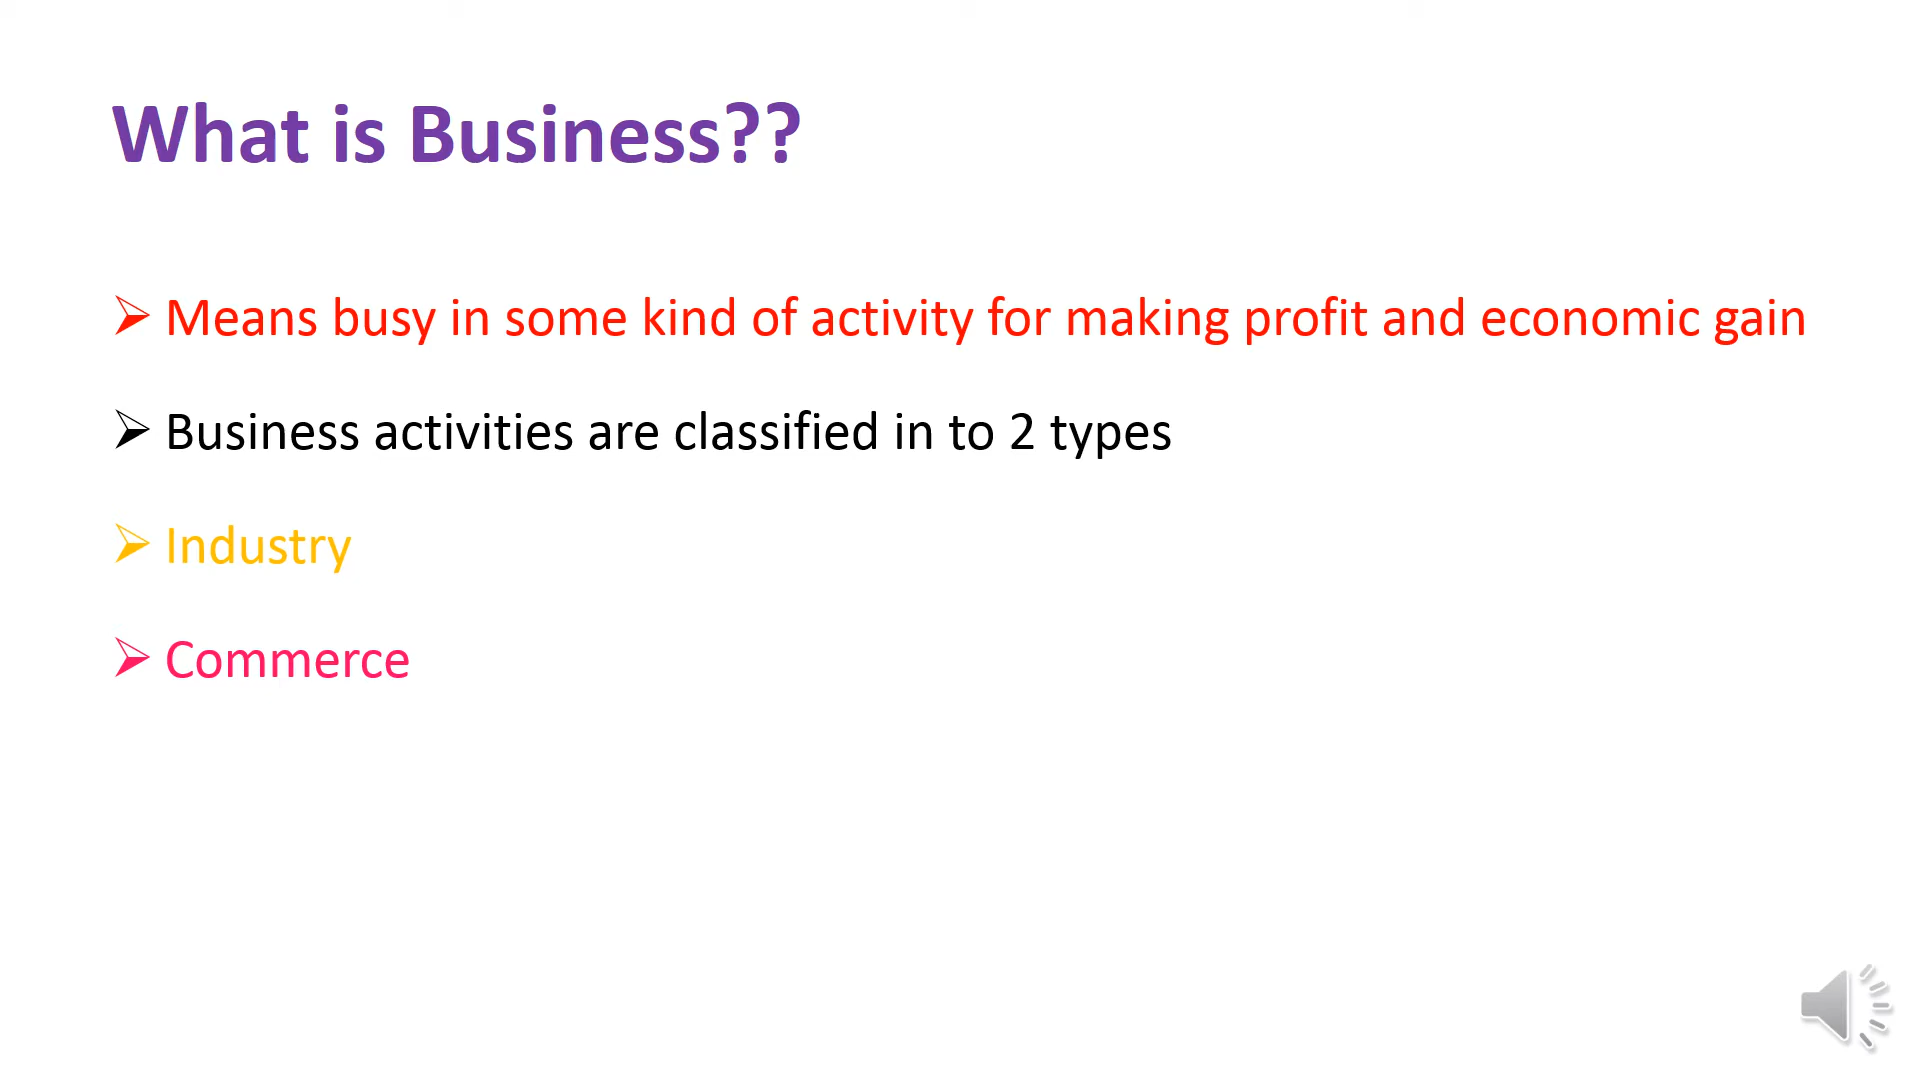 What is Business??
Means busy in some kind of activity for making profit and economic gain
Business activities are classified in to 2 types
Industry
Commerce